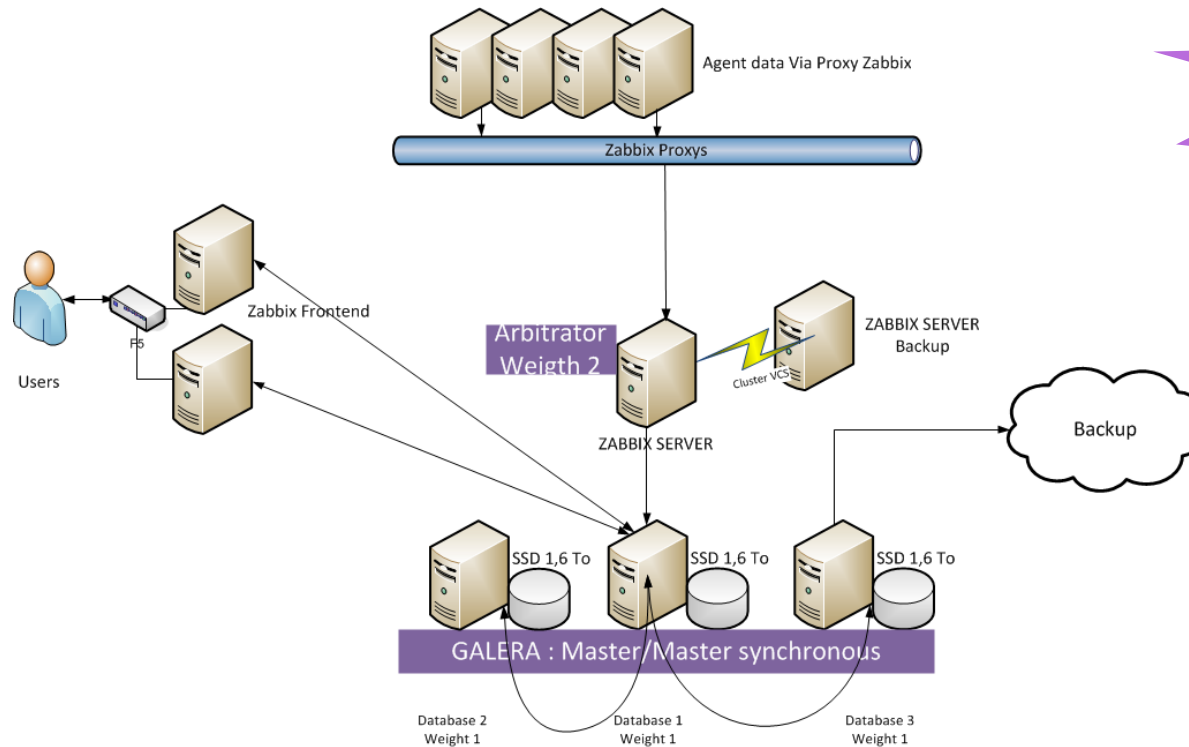 Agent data Via Proxy Zabbix
Zabbix Proxys
Zabbix Frontend
F5
Users
Arbitrator
Weigth 2
ZABBIX SERVER
Backup
Cluster VCS
ZABBIX SERVER
Backup
SSD 1,6 To
SSD 1,6 To
SSD 1,6 To
GALERA : Master/Master synchronous
Database 2
Weight 1
Database 1
Weight 1
Database 3
Weight 1